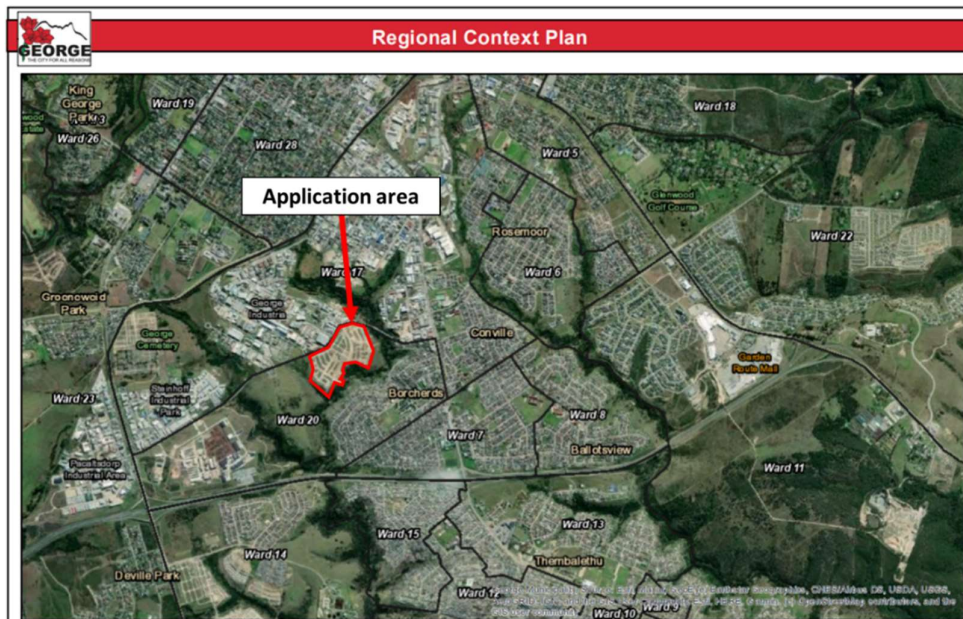 GEORGE
THE CITY FOR ALL REASONS
Regional Context Plan
King
George
Park
Ward 26
Ward 19
Ward 28
Ward 18
Ward 5
Glenwood
Golf Course
Application area
Ward 22
Rosemoor
Ward 17
Ward 6
George
Industria
George
Cemetery
Conville
Garden
Route Mall
Steinhoff
Industrial
Park
Ward 23
Borcherds
Ward 20
Ward 8
Ward 7
Ballotsview
Pacaltsdorp
Industrial Area
Ward 11
Ward 15
Ward 13
Ward 14
Thembalethu
Deville Park
Ward 12
Ward 9
Ward 10